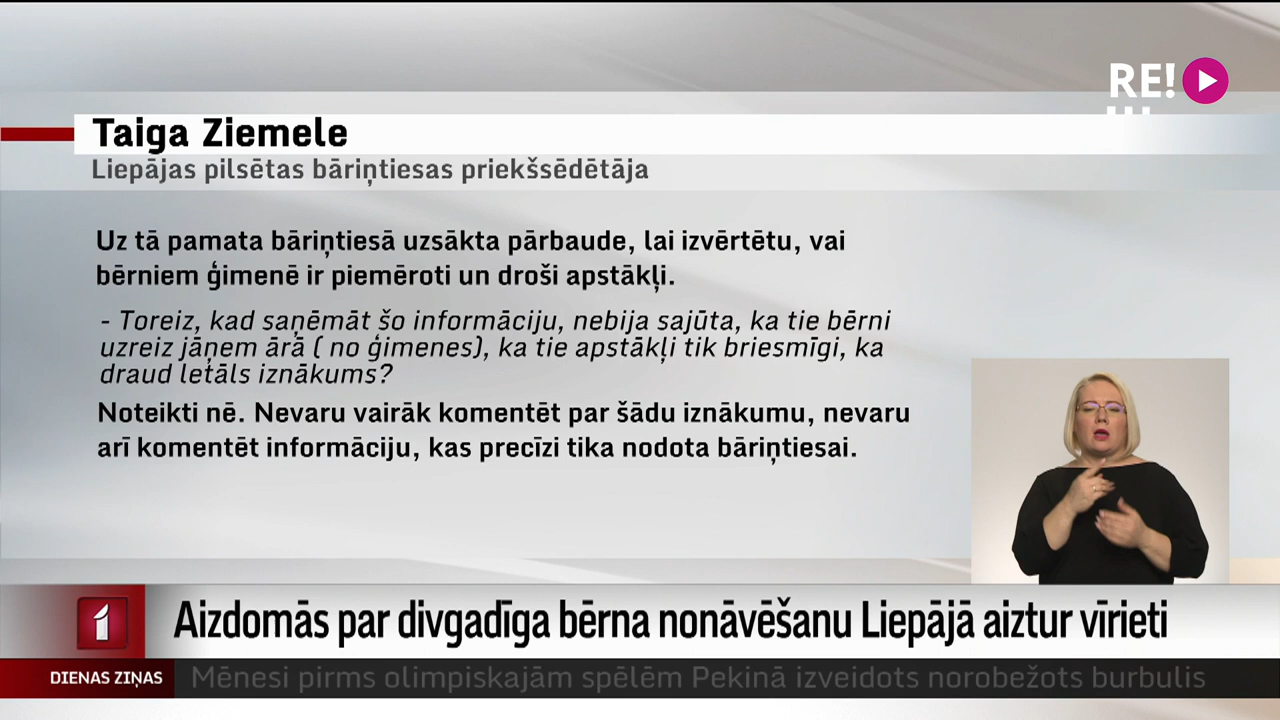 RE!
Taiga Ziemele
Liepājas pilsētas bāriņtiesas priekšsēdētāja
Uz tā pamata bāriņtiesā uzsākta pārbaude, lai izvērtētu, vai
bērniem ģimenē ir piemēroti un droši apstākļi.
- Toreiz, kad saņēmāt šo informāciju, nebija sajūta, ka tie bērni
uzreiz jāņem ārā ( no ģimenes), ka tie apstākļi tik briesmīgi, ka
draud letāls iznākums?
Noteikti nē. Nevaru vairāk komentēt par šādu iznākumu, nevaru
arī komentēt informāciju, kas precīzi tika nodota bāriņtiesai.
1 Aizdomās par divgadīga bērna nonāvēšanu Liepājā aiztur vīrieti
DIENAS ZIŅAS Mēnesi pirms olimpiskajām spēlēm Pekinā izveidots norobežots burbulis